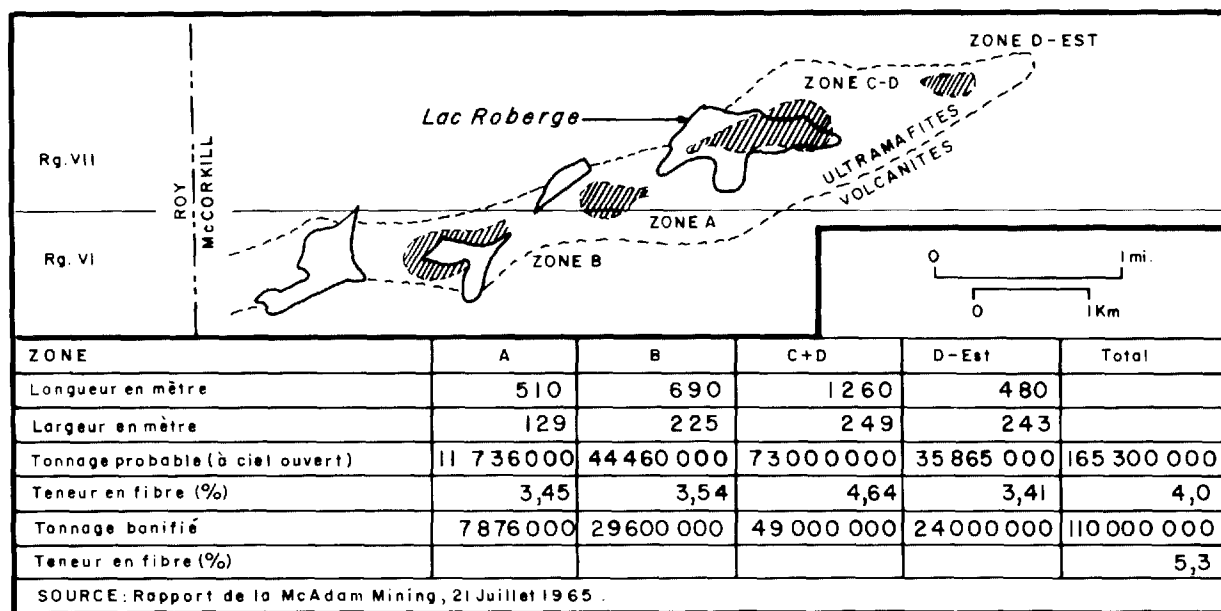 ZONE D-EST
ZONE C-D
Lac Roberge
Rg. VII
ULTRAMAFITES
VOLCANITES
ROY
McCORKILL
ZONE A
Rg. VI
ZONE B
0 1 mi.
0 1 Km
ZONE A B C+D D-Est Total
Longueur en mètre 510 690 1260 480
Largeur en mètre 129 225 249 243
Tonnage probable (à ciel ouvert) 11 736000 44 460 000 73000000 35 865 000 165 300 000
Teneur en fibre (%) 3,45 3,54 4,64 3,41 4,0
Tonnage banifié 7876000 29600 000 49 000 000 24000000 110000 000
Teneur en fibre (%) 5,3
SOURCE: Rapport de la McAdam Mining, 21 Juillet 1965.